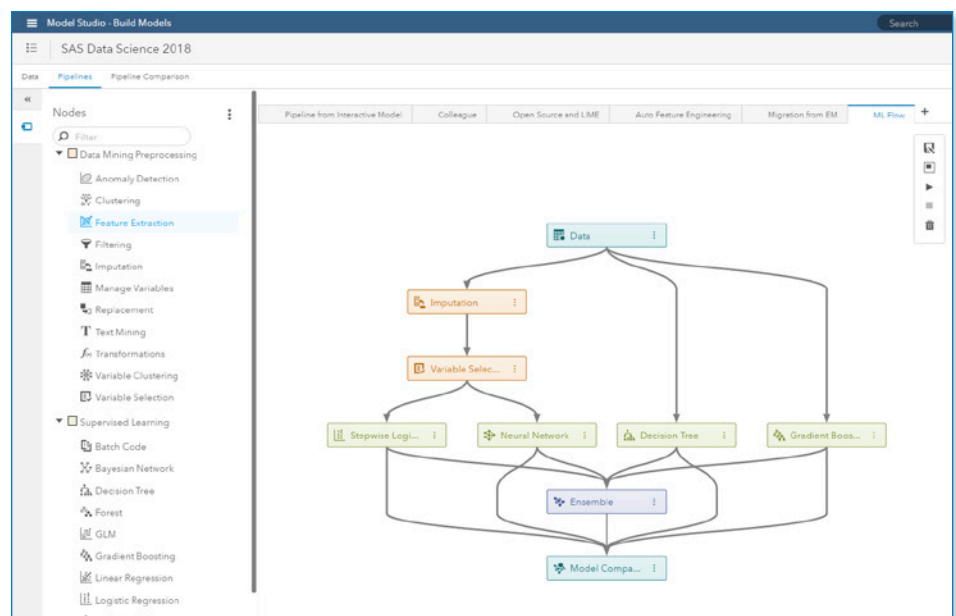 Model Studio - Build Models
Search
SAS Data Science 2018
Data Pipelines Pipeline Comparison
Nodes
Filter
Pipeline from Interactive Model Colleague Open Source and LIME Auto Feature Engineering Migration from EM ML Flow
Data Mining Preprocessing
Anomaly Detection
Clustering
Feature Extraction
Filtering
Imputation
Manage Variables
Replacement
Text Mining
Transformations
Variable Clustering
Variable Selection
Supervised Learning
Batch Code
Bayesian Network
Decision Tree
Forest
GLM
Gradient Boosting
Linear Regression
Logistic Regression
Data
Imputation
Variable Selec...
Stepwise Logi... Neural Network Decision Tree Gradient Boos...
Ensemble
Model Compa...